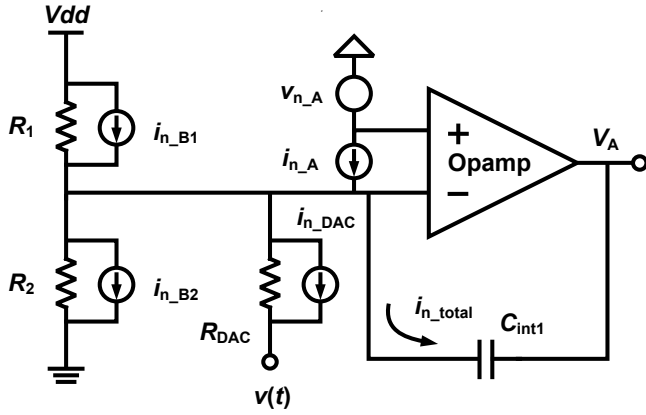 Vdd
R1
in_B1
R2
in_B2
vn_A
in_A
in_DAC
RDAC
v(t)
+
−
Opamp
VA
in_total
Cint1